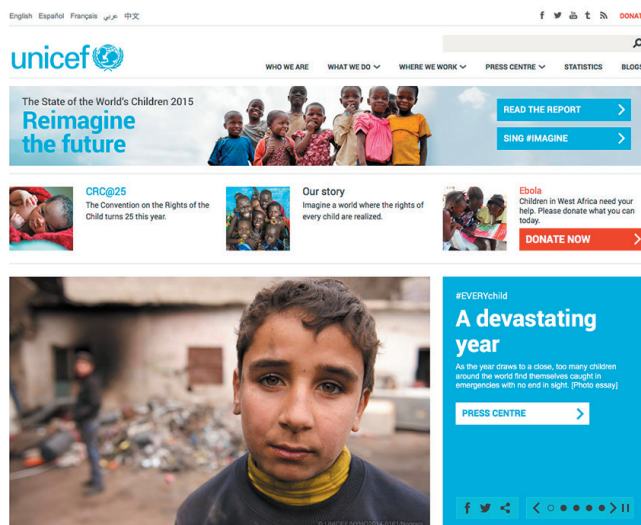 English Español Français عربي 中文
DONAT
unicef
WHO WE ARE WHAT WE DO WHERE WE WORK PRESS CENTRE STATISTICS BLOGS
The State of the World's Children 2015
Reimagine
the future
READ THE REPORT
SING #IMAGINE
CRC@25
The Convention on the Rights of the
Child turns 25 this year.
Our story
Imagine a world where the rights of
every child are realized.
Ebola
Children in West Africa need your
help. Please donate what you can
today.
DONATE NOW
#EVERYchild
A devastating
year
As the year draws to a close, too many children
around the world find themselves caught in
emergencies with no end in sight. [Photo essay]
PRESS CENTRE